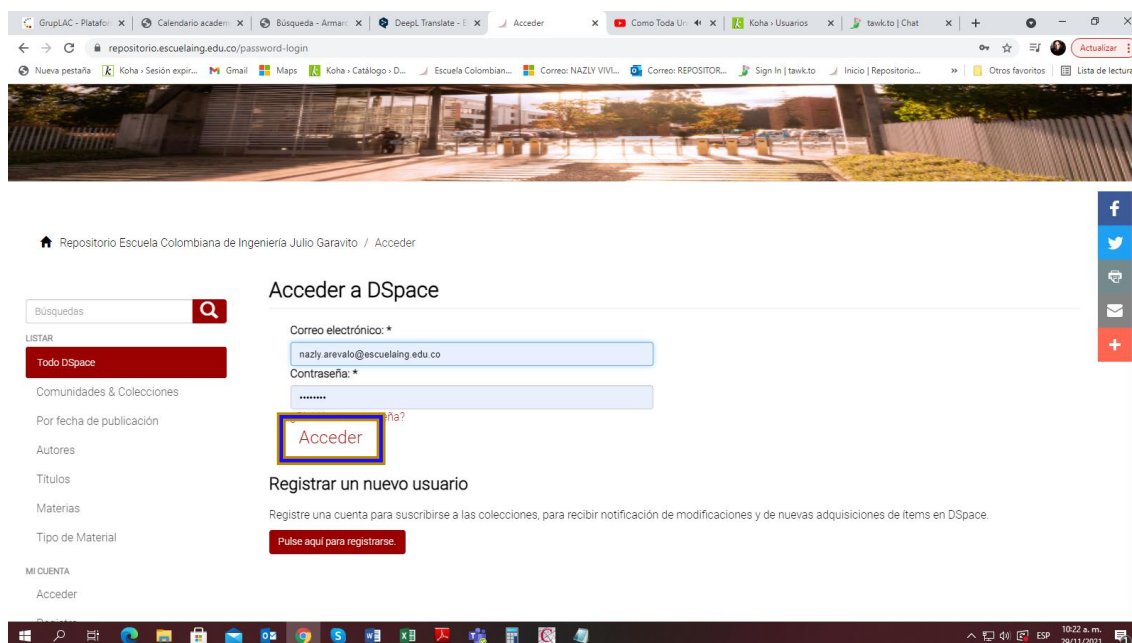 GrupLAC - Platafor
Calendario academ
Búsqueda - Armarc
DeepL Translate - E
Acceder
Como Toda Un
Koha › Usuarios
tawk.to | Chat
repositorio.escuelaing.edu.co/password-login
Actualizar
Nueva pestaña
Koha › Sesión expir...
Gmail
Maps
Koha › Catálogo › D...
Escuela Colombian...
Correo: NAZLY VIVI...
Correo: REPOSITOR...
Sign In | tawk.to
Inicio | Repositorio...
»
Otros favoritos
Lista de lectura
Repositorio Escuela Colombiana de Ingeniería Julio Garavito / Acceder
Acceder a DSpace
Búsquedas
LISTAR
Todo DSpace
Comunidades & Colecciones
Por fecha de publicación
Autores
Títulos
Materias
Tipo de Material
MI CUENTA
Acceder
Correo electrónico: *
nazly.arevalo@escuelaing.edu.co
Contraseña: *
••••••••
eña?
Acceder
Registrar un nuevo usuario
Registre una cuenta para suscribirse a las colecciones, para recibir notificación de modificaciones y de nuevas adquisiciones de ítems en DSpace.
Pulse aquí para registrarse.
ESP
10:22 a. m.
29/11/2021